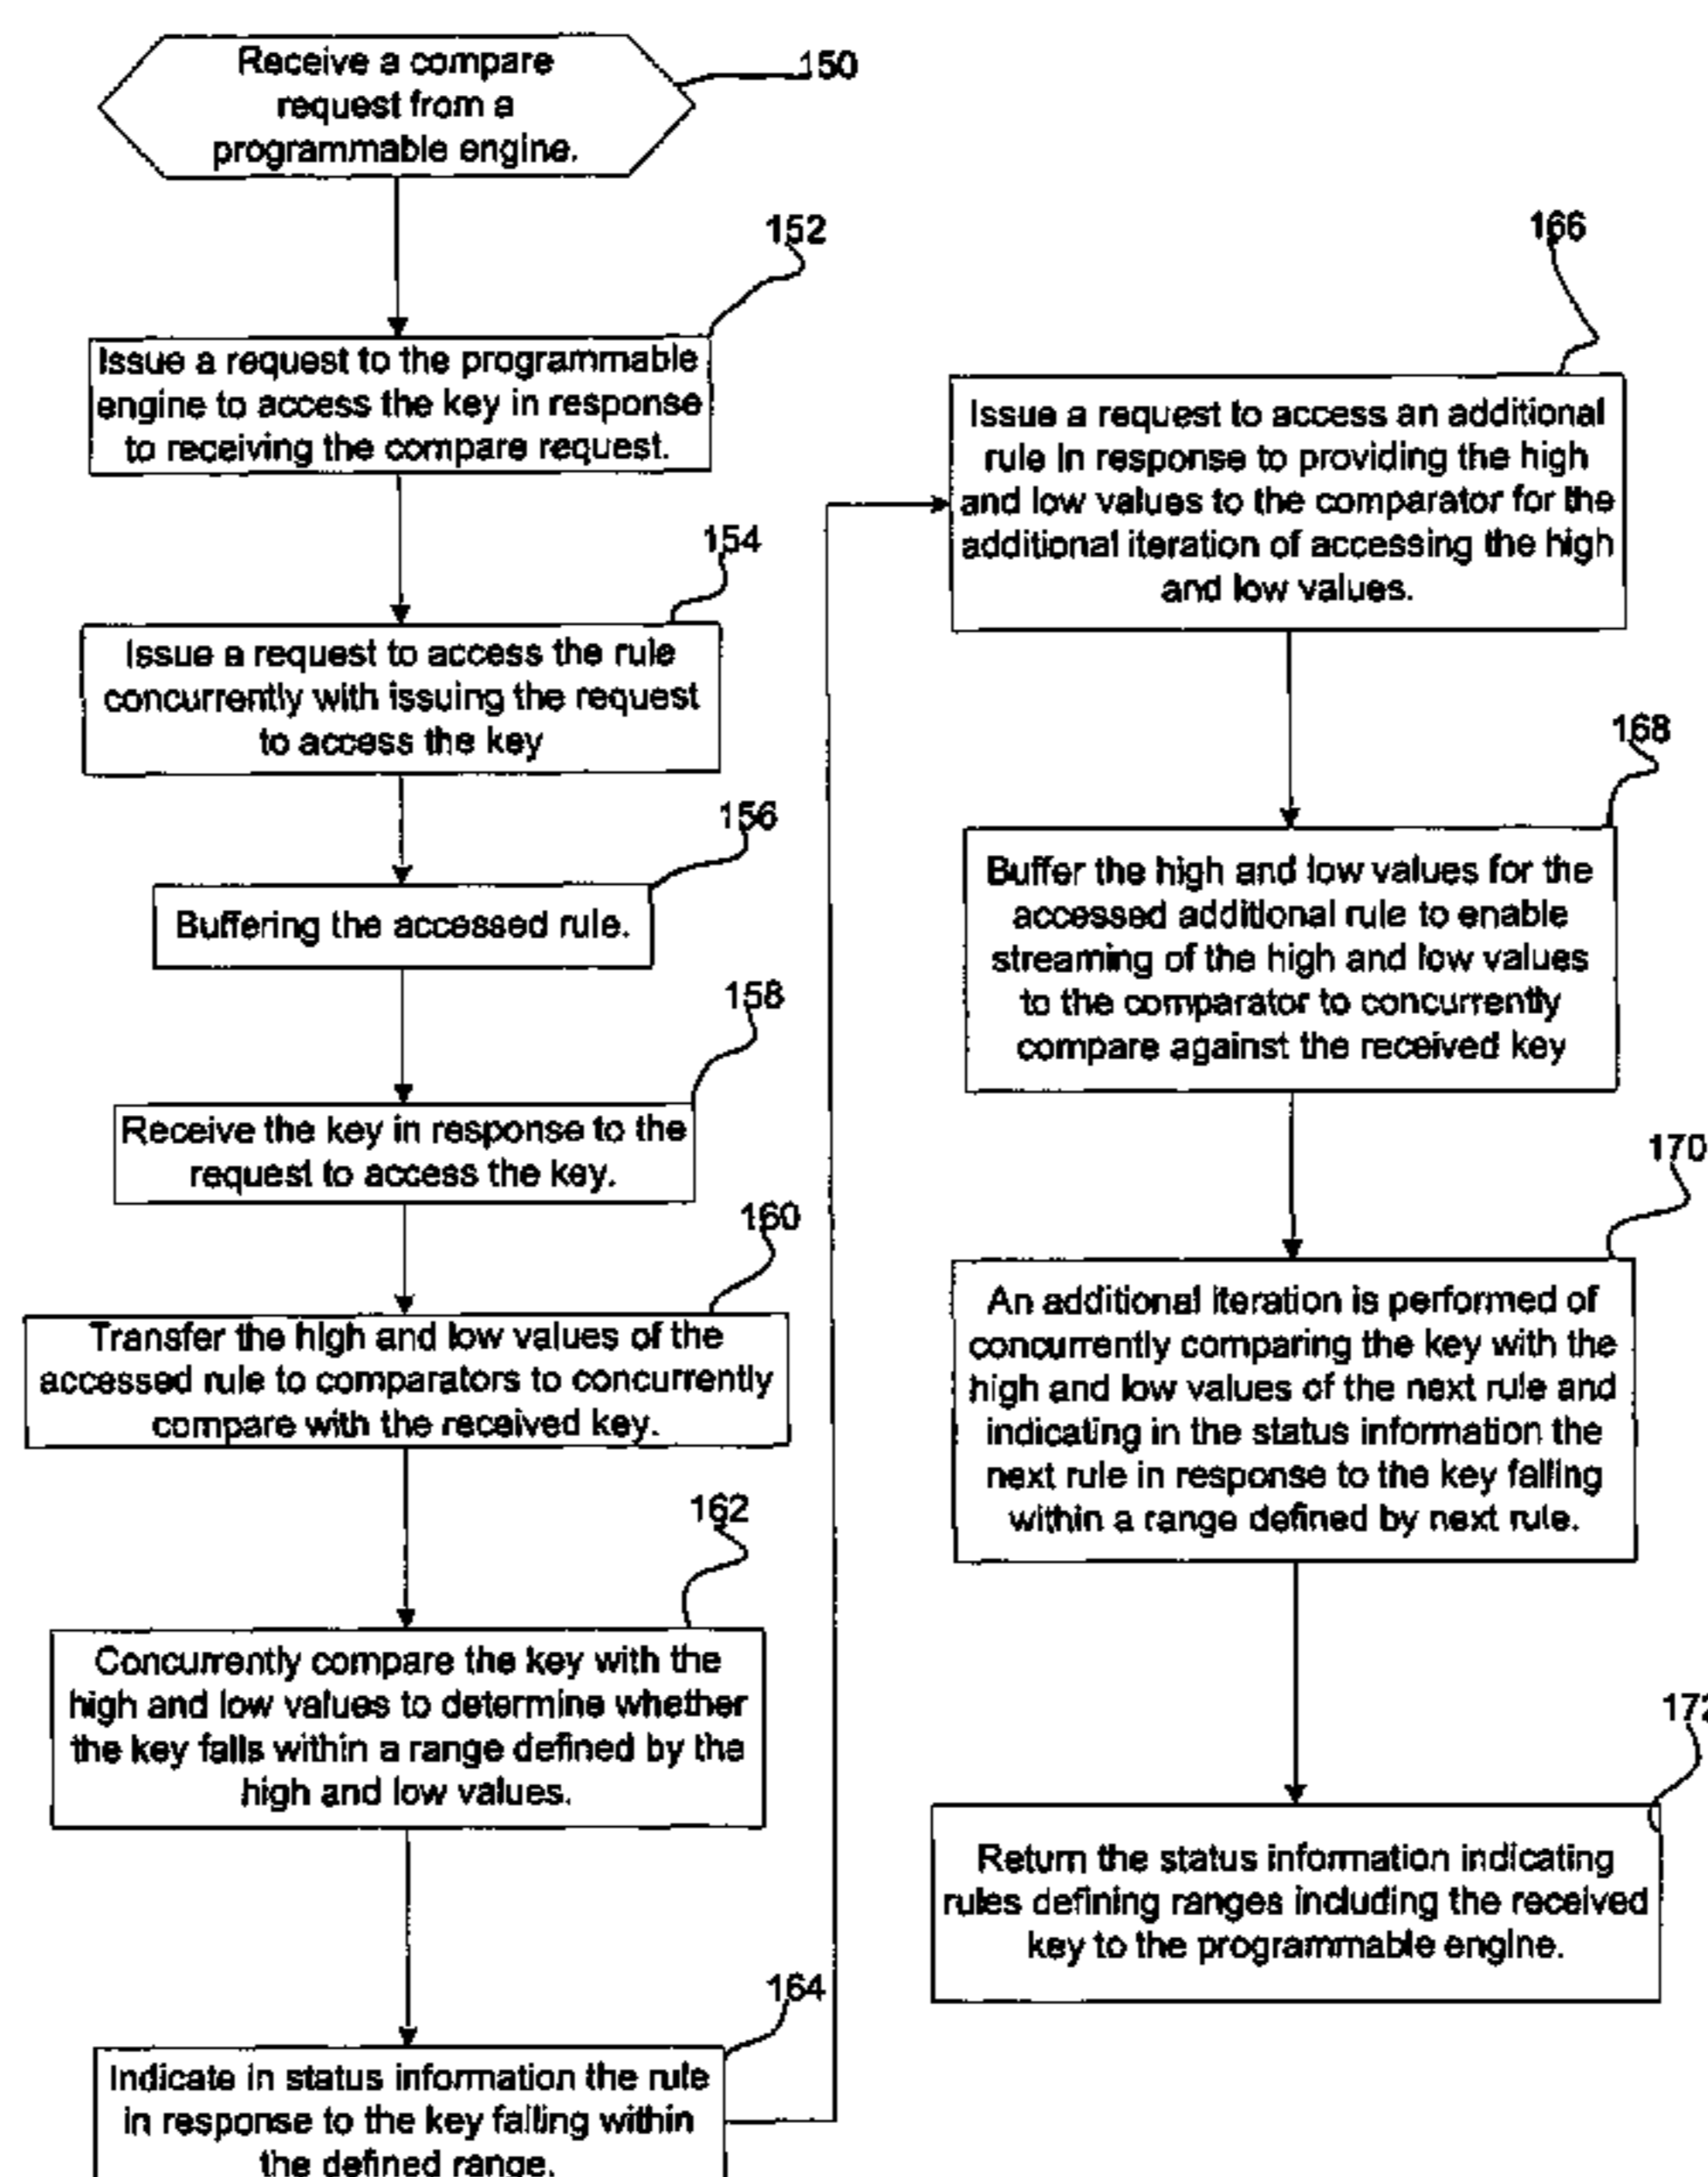 Receive a compare
request from a
programmable engine.
150
152
Issue a request to the programmable
engine to access the key in response
to receiving the compare request.
154
Issue a request to access the rule
concurrently with issuing the request
to access the key
156
Buffering the accessed rule.
158
Receive the key in response to the
request to access the key.
160
Transfer the high and low values of the
accessed rule to comparators to concurrently
compare with the received key.
162
Concurrently compare the key with the
high and low values to determine whether
the key falls within a range defined by the
high and low values.
164
Indicate in status information the rule
in response to the key falling within
the defined range.
166
Issue a request to access an additional
rule in response to providing the high
and low values to the comparator for the
additional iteration of accessing the high
and low values.
168
Buffer the high and low values for the
accessed additional rule to enable
streaming of the high and low values
to the comparator to concurrently
compare against the received key
170
An additional iteration is performed of
concurrently comparing the key with the
high and low values of the next rule and
indicating in the status information the
next rule in response to the key falling
within a range defined by next rule.
172
Return the status information indicating
rules defining ranges including the received
key to the programmable engine.